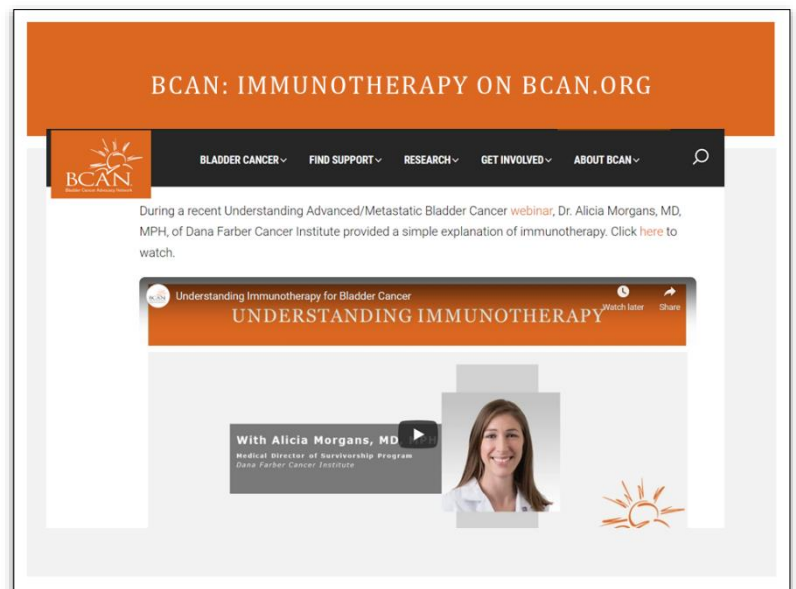 BCAN: IMMUNOTHERAPY ON BCAN.ORG
BCAN
Bladder Cancer Advocacy Network
BLADDER CANCER FIND SUPPORT RESEARCH GET INVOLVED ABOUT BCAN
During a recent Understanding Advanced/Metastatic Bladder Cancer webinar, Dr. Alicia Morgans, MD,
MPH, of Dana Farber Cancer Institute provided a simple explanation of immunotherapy. Click here to
watch.
BCAN
Understanding Immunotherapy for Bladder Cancer
Watch later Share
UNDERSTANDING IMMUNOTHERAPY
With Alicia Morgans, MD, MPH
Medical Director of Survivorship Program
Dana Farber Cancer Institute